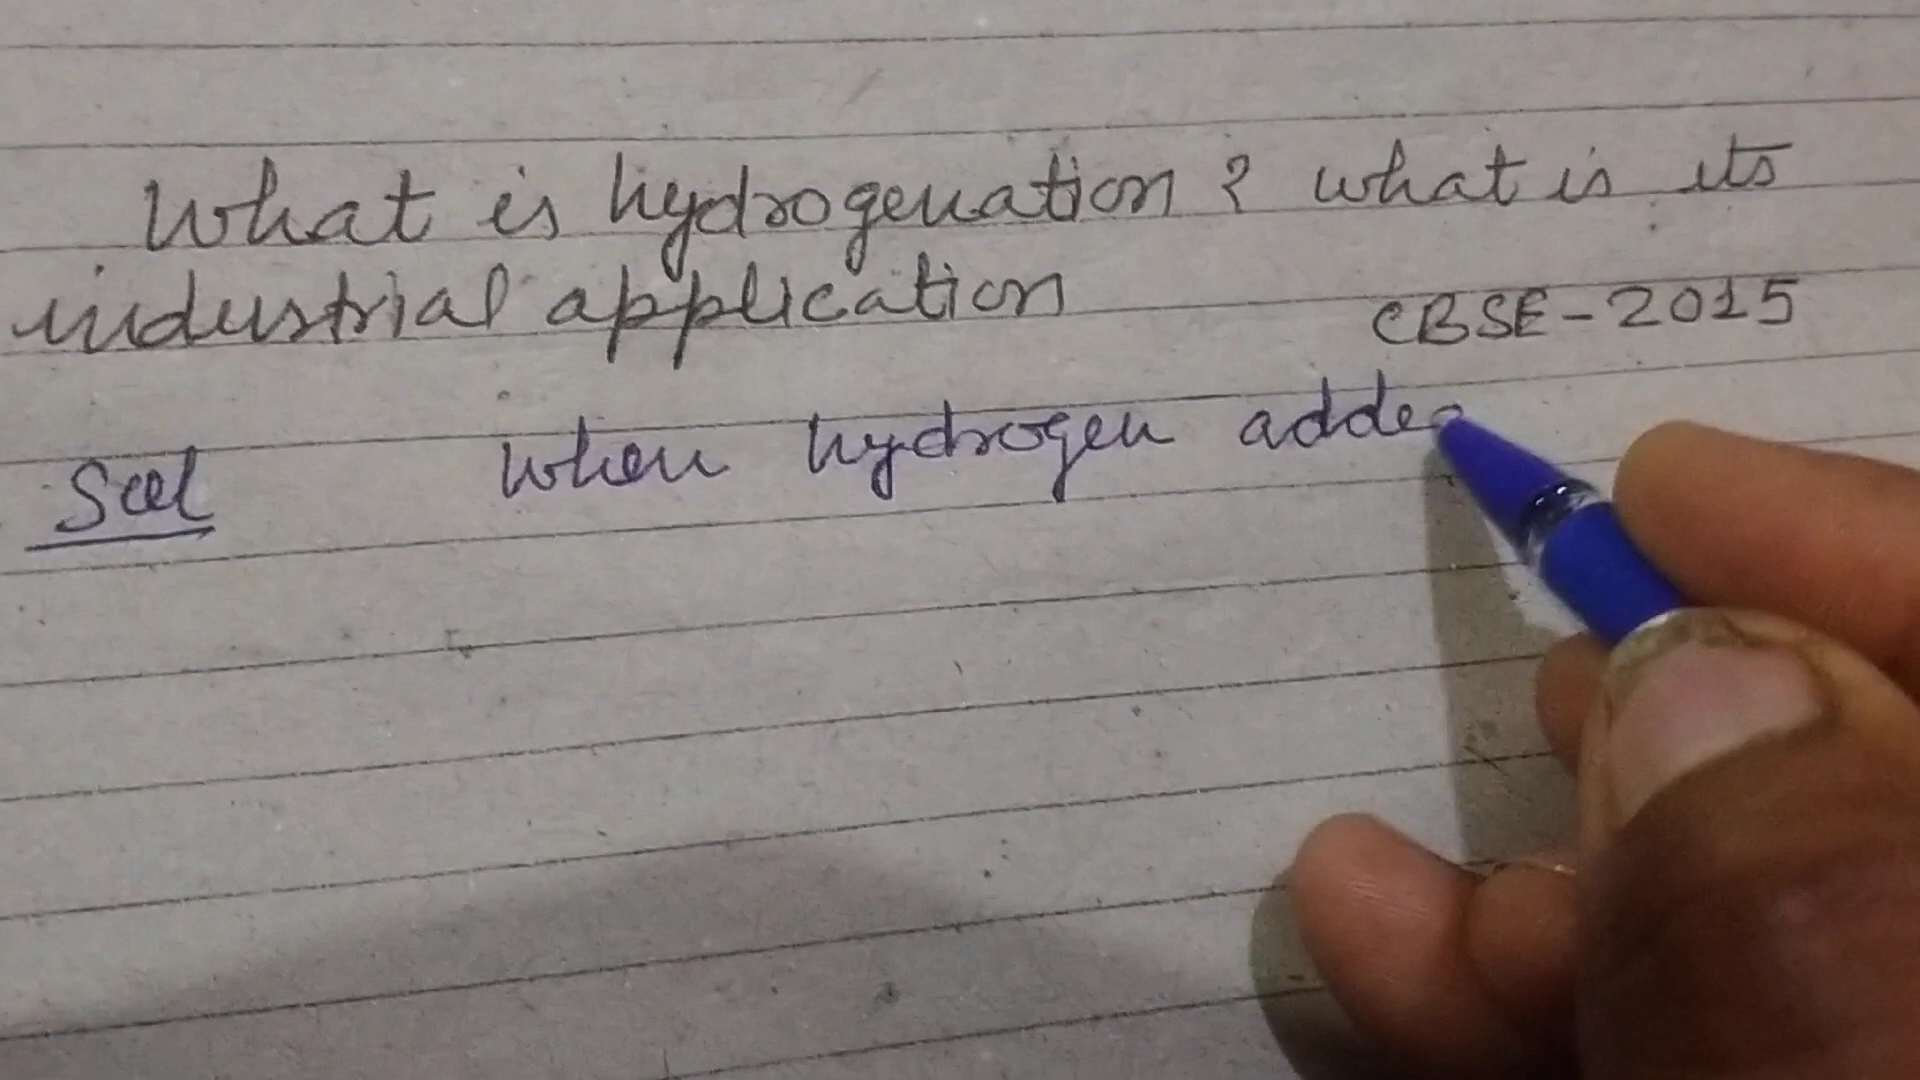 What is hydrogenation? what is its
industrial application
CBSE-2015
Sol when hydrogen added